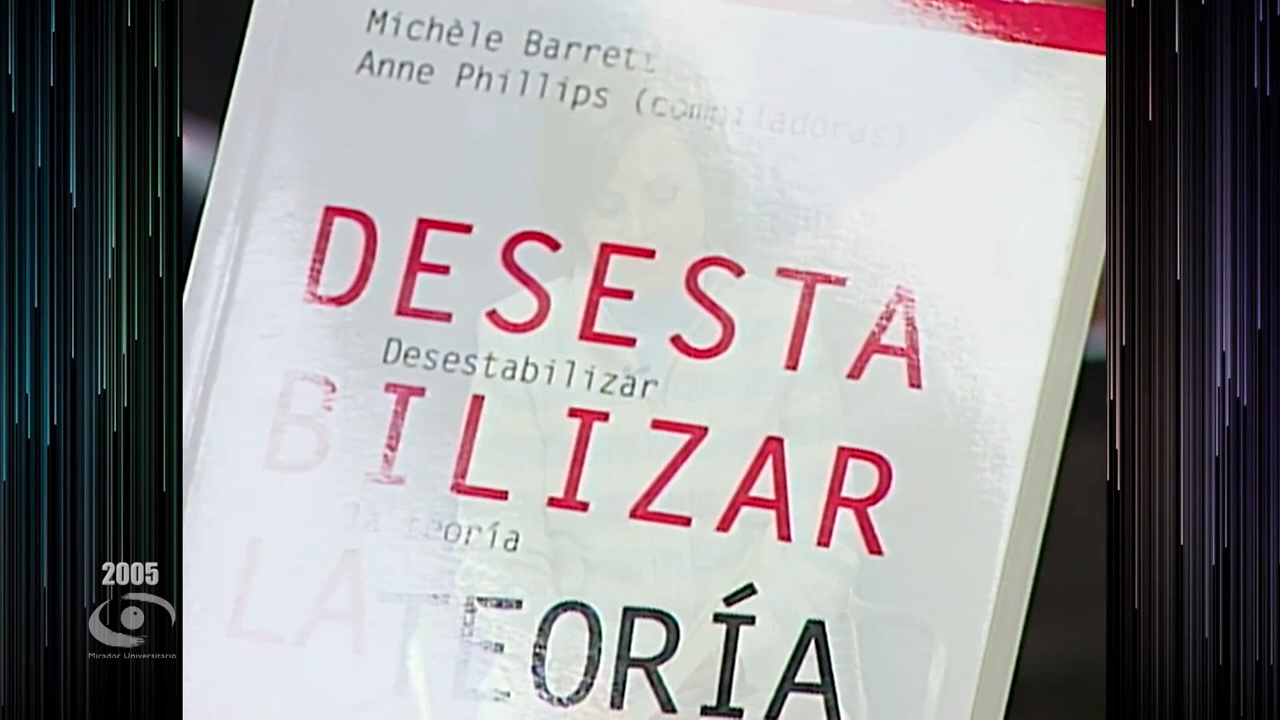 Michèle Barrett
Anne Phillips (compiladoras)
DESESTA
Desestabilizar
BILIZAR
la teoría
LA TEORÍA
2005
Mirador Universitario